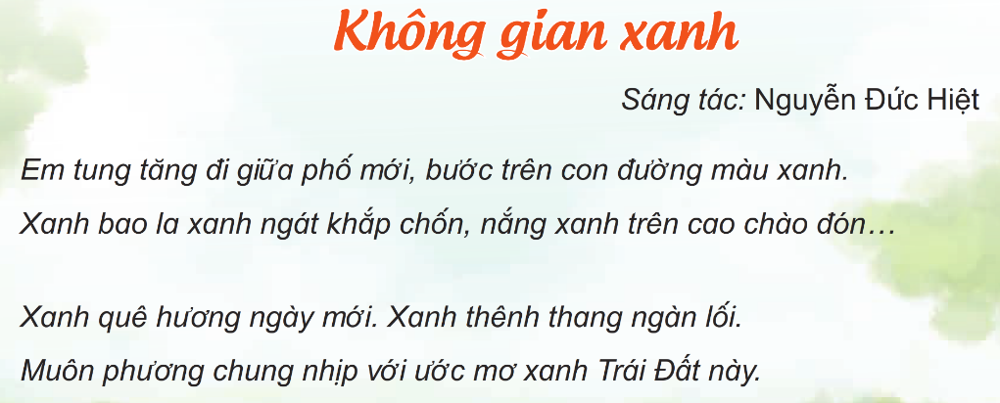 Không gian xanh
Sáng tác: Nguyễn Đức Hiệt
Em tung tăng đi giữa phố mới, bước trên con đường màu xanh.
Xanh bao la xanh ngát khắp chốn, nắng xanh trên cao chào đón…
Xanh quê hương ngày mới. Xanh thênh thang ngàn lối.
Muôn phương chung nhịp với ước mơ xanh Trái Đất này.